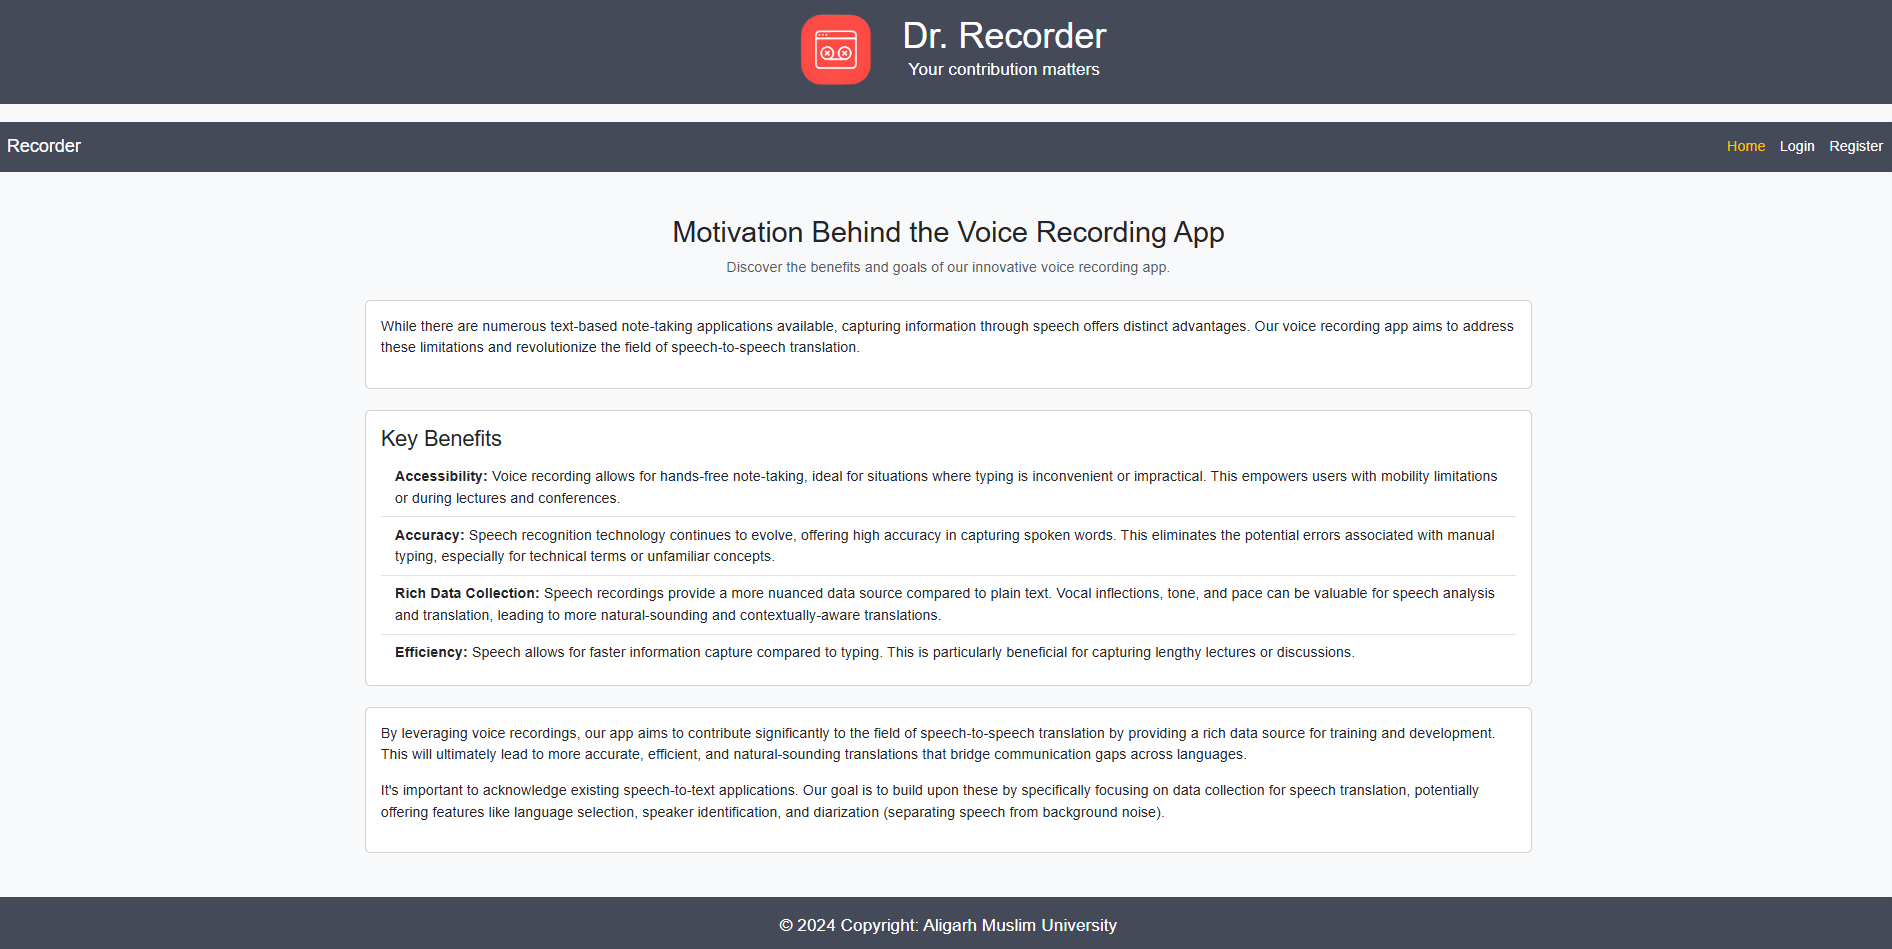 Dr. Recorder
Your contribution matters
Recorder
Home Login Register
Motivation Behind the Voice Recording App
Discover the benefits and goals of our innovative voice recording app.
While there are numerous text-based note-taking applications available, capturing information through speech offers distinct advantages. Our voice recording app aims to address
these limitations and revolutionize the field of speech-to-speech translation.
Key Benefits
Accessibility: Voice recording allows for hands-free note-taking, ideal for situations where typing is inconvenient or impractical. This empowers users with mobility limitations
or during lectures and conferences.
Accuracy: Speech recognition technology continues to evolve, offering high accuracy in capturing spoken words. This eliminates the potential errors associated with manual
typing, especially for technical terms or unfamiliar concepts.
Rich Data Collection: Speech recordings provide a more nuanced data source compared to plain text. Vocal inflections, tone, and pace can be valuable for speech analysis
and translation, leading to more natural-sounding and contextually-aware translations.
Efficiency: Speech allows for faster information capture compared to typing. This is particularly beneficial for capturing lengthy lectures or discussions.
By leveraging voice recordings, our app aims to contribute significantly to the field of speech-to-speech translation by providing a rich data source for training and development.
This will ultimately lead to more accurate, efficient, and natural-sounding translations that bridge communication gaps across languages.
It's important to acknowledge existing speech-to-text applications. Our goal is to build upon these by specifically focusing on data collection for speech translation, potentially
offering features like language selection, speaker identification, and diarization (separating speech from background noise).
© 2024 Copyright: Aligarh Muslim University